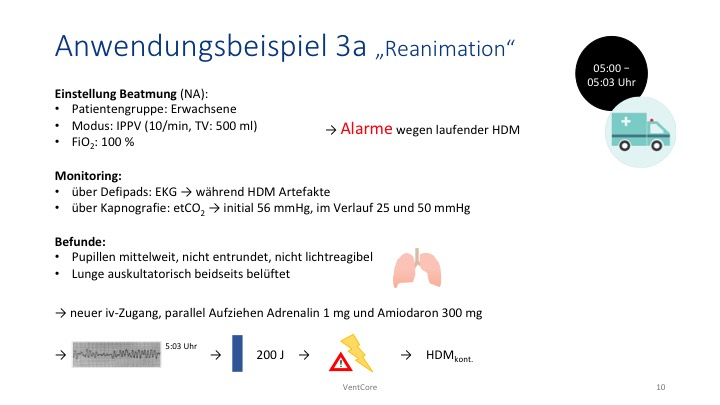 Anwendungsbeispiel 3a „Reanimation“
05:00 –
05:03 Uhr
Einstellung Beatmung (NA):
• Patientengruppe: Erwachsene
• Modus: IPPV (10/min, TV: 500 ml)
• FiO2: 100 %
→ Alarme wegen laufender HDM
Monitoring:
• über Defipads: EKG → während HDM Artefakte
• über Kapnografie: etCO2 → initial 56 mmHg, im Verlauf 25 und 50 mmHg
Befunde:
• Pupillen mittelweit, nicht entrundet, nicht lichtreagibel
• Lunge auskultatorisch beidseits belüftet
→ neuer iv-Zugang, parallel Aufziehen Adrenalin 1 mg und Amiodaron 300 mg
→ 5:03 Uhr → 200 J → ! → HDMkont.
VentCore 10